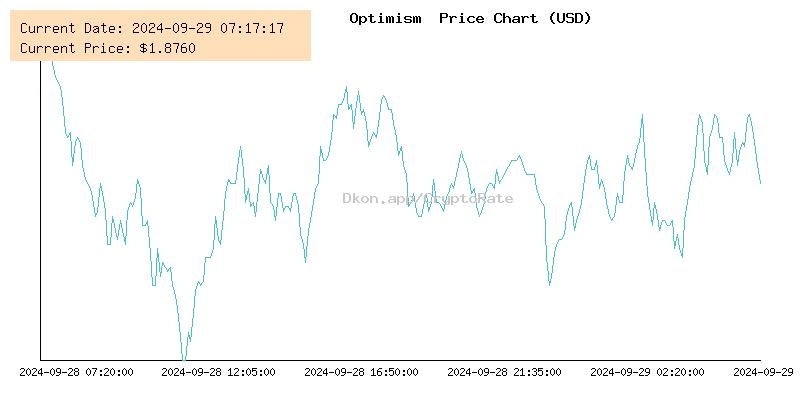 Optimism Price Chart (USD)
Current Date: 2024-09-29 07:17:17
Current Price: $1.8760
Dkon.app/CryptoRate
2024-09-28 07:20:00 2024-09-28 12:05:00 2024-09-28 16:50:00 2024-09-28 21:35:00 2024-09-29 02:20:00 2024-09-29